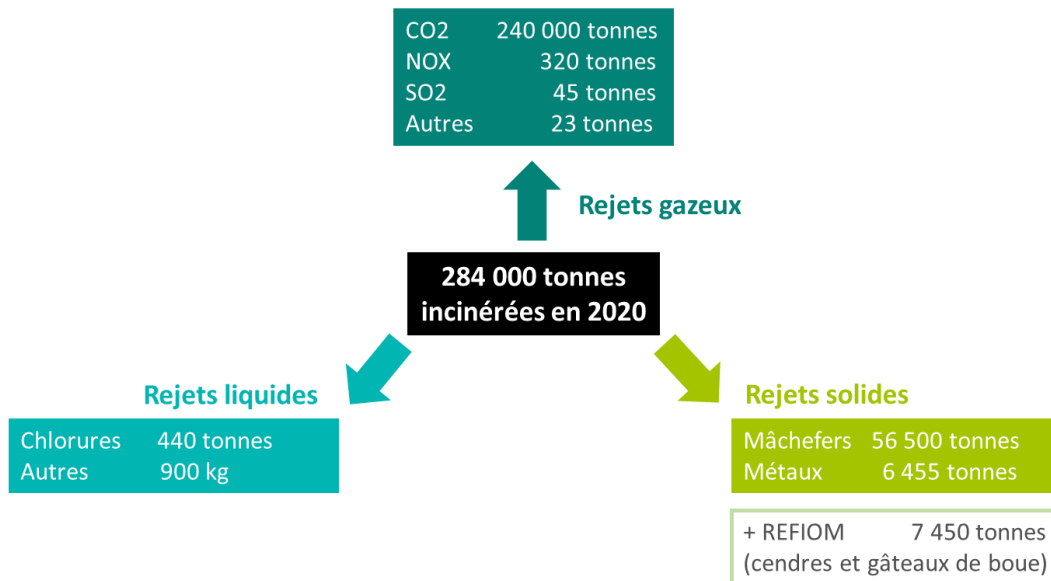 CO2 240 000 tonnes
NOX 320 tonnes
SO2 45 tonnes
Autres 23 tonnes
Rejets gazeux
284 000 tonnes
incinérées en 2020
Rejets liquides
Chlorures 440 tonnes
Autres 900 kg
Rejets solides
Mâchefers 56 500 tonnes
Métaux 6 455 tonnes
+ REFIOM 7 450 tonnes
(cendres et gâteaux de boue)